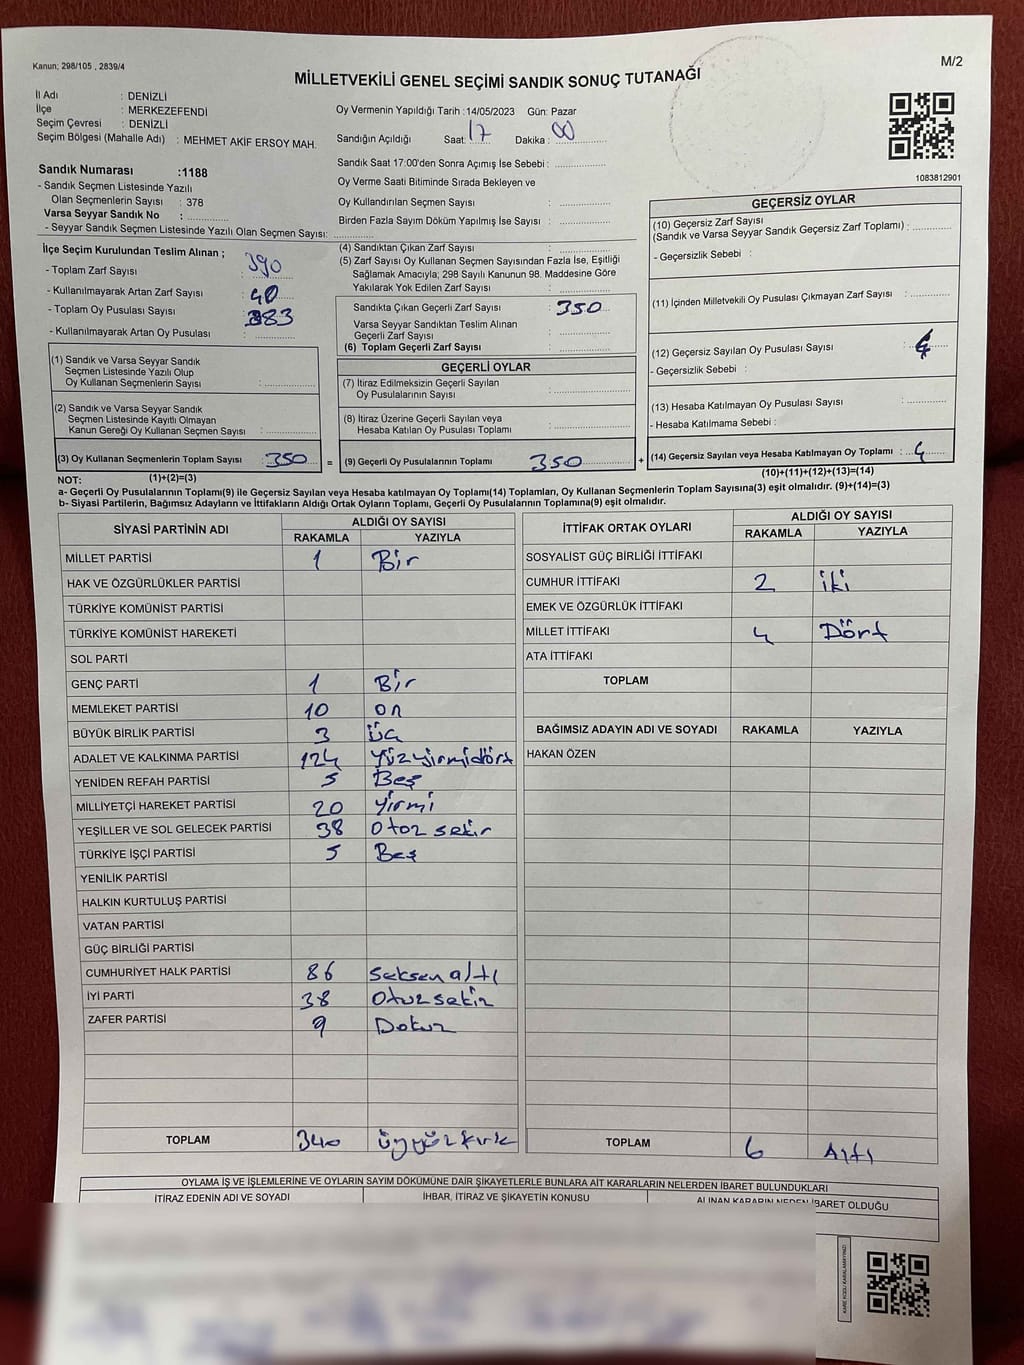 Kanun; 298/105 , 2839/4
M/2
MİLLETVEKİLİ GENEL SEÇİMİ SANDIK SONUÇ TUTANAĞI
İl Adı : DENİZLİ
İlçe : MERKEZEFENDİ
Seçim Çevresi : DENİZLİ
Seçim Bölgesi (Mahalle Adı) : MEHMET AKİF ERSOY MAH.
Oy Vermenin Yapıldığı Tarih :14/05/2023 Gün: Pazar
Sandığın Açıldığı Saat: 17 Dakika : 00
Sandık Saat 17:00'den Sonra Açımış İse Sebebi :
Oy Verme Saati Bitiminde Sırada Bekleyen ve
Oy Kullandırılan Seçmen Sayısı :
Birden Fazla Sayım Döküm Yapılmış İse Sayısı :
1083812901
Sandık Numarası :1188
- Sandık Seçmen Listesinde Yazılı
Olan Seçmenlerin Sayısı : 378
Varsa Seyyar Sandık No :
- Seyyar Sandık Seçmen Listesinde Yazılı Olan Seçmen Sayısı:
İlçe Seçim Kurulundan Teslim Alınan ;
- Toplam Zarf Sayısı : 390
- Kullanılmayarak Artan Zarf Sayısı : 40
- Toplam Oy Pusulası Sayısı : 383
- Kullanılmayarak Artan Oy Pusulası :
(1) Sandık ve Varsa Seyyar Sandık
Seçmen Listesinde Yazılı Olup
Oy Kullanan Seçmenlerin Sayısı :
(2) Sandık ve Varsa Seyyar Sandık
Seçmen Listesinde Kayıtlı Olmayan
Kanun Gereği Oy Kullanan Seçmen Sayısı :
(3) Oy Kullanan Seçmenlerin Toplam Sayısı : 350
(1)+(2)=(3)
(4) Sandıktan Çıkan Zarf Sayısı :
(5) Zarf Sayısı Oy Kullanan Seçmen Sayısından Fazla İse, Eşitliği
Sağlamak Amacıyla; 298 Sayılı Kanunun 98. Maddesine Göre
Yakılarak Yok Edilen Zarf Sayısı :
Sandıkta Çıkan Geçerli Zarf Sayısı : 350
Varsa Seyyar Sandıktan Teslim Alınan
Geçerli Zarf Sayısı :
(6) Toplam Geçerli Zarf Sayısı :
GEÇERLİ OYLAR
(7) İtiraz Edilmeksizin Geçerli Sayılan
Oy Pusulalarının Sayısı :
(8) İtiraz Üzerine Geçerli Sayılan veya
Hesaba Katılan Oy Pusulası Toplamı :
= (9) Geçerli Oy Pusulalarının Toplamı : 350 +
GEÇERSİZ OYLAR
(10) Geçersiz Zarf Sayısı
(Sandık ve Varsa Seyyar Sandık Geçersiz Zarf Toplamı) :
- Geçersizlik Sebebi :
(11) İçinden Milletvekili Oy Pusulası Çıkmayan Zarf Sayısı :
(12) Geçersiz Sayılan Oy Pusulası Sayısı : 4
- Geçersizlik Sebebi :
(13) Hesaba Katılmayan Oy Pusulası Sayısı :
- Hesaba Katılmama Sebebi :
(14) Geçersiz Sayılan veya Hesaba Katılmayan Oy Toplamı : 4
(10)+(11)+(12)+(13)=(14)
NOT:
a- Geçerli Oy Pusulalarının Toplamı(9) ile Geçersiz Sayılan veya Hesaba katılmayan Oy Toplamı(14) Toplamları, Oy Kullanan Seçmenlerin Toplam Sayısına(3) eşit olmalıdır. (9)+(14)=(3)
b- Siyasi Partilerin, Bağımsız Adayların ve İttifakların Aldığı Ortak Oyların Toplamı, Geçerli Oy Pusulalarının Toplamına(9) eşit olmalıdır.
SİYASİ PARTİNİN ADI ALDIĞI OY SAYISI
RAKAMLA YAZIYLA
MİLLET PARTİSİ 1 Bir
HAK VE ÖZGÜRLÜKLER PARTİSİ
TÜRKİYE KOMÜNİST PARTİSİ
TÜRKİYE KOMÜNİST HAREKETİ
SOL PARTİ
GENÇ PARTİ 1 Bir
MEMLEKET PARTİSİ 10 on
BÜYÜK BİRLİK PARTİSİ 3 üç
ADALET VE KALKINMA PARTİSİ 124 Yüzyirmidört
YENİDEN REFAH PARTİSİ 5 Beş
MİLLİYETÇİ HAREKET PARTİSİ 20 yirmi
YEŞİLLER VE SOL GELECEK PARTİSİ 38 Otuz sekiz
TÜRKİYE İŞÇİ PARTİSİ 5 Beş
YENİLİK PARTİSİ
HALKIN KURTULUŞ PARTİSİ
VATAN PARTİSİ
GÜÇ BİRLİĞİ PARTİSİ
CUMHURİYET HALK PARTİSİ 86 Seksen altı
İYİ PARTİ 38 Otuz sekiz
ZAFER PARTİSİ 9 Dokuz
TOPLAM 340 üçyüz kırk
İTTİFAK ORTAK OYLARI ALDIĞI OY SAYISI
RAKAMLA YAZIYLA
SOSYALİST GÜÇ BİRLİĞİ İTTİFAKI
CUMHUR İTTİFAKI 2 iki
EMEK VE ÖZGÜRLÜK İTTİFAKI
MİLLET İTTİFAKI 4 Dört
ATA İTTİFAKI
TOPLAM
BAĞIMSIZ ADAYIN ADI VE SOYADI RAKAMLA YAZIYLA
HAKAN ÖZEN
TOPLAM 6 Altı
OYLAMA İŞ VE İŞLEMLERİNE VE OYLARIN SAYIM DÖKÜMÜNE DAİR ŞİKAYETLERLE BUNLARA AİT KARARLARIN NELERDEN İBARET BULUNDUKLARI
İTİRAZ EDENİN ADI VE SOYADI İHBAR, İTİRAZ VE ŞİKAYETİN KONUSU ALINAN KARARIN NEDEN İBARET OLDUĞU